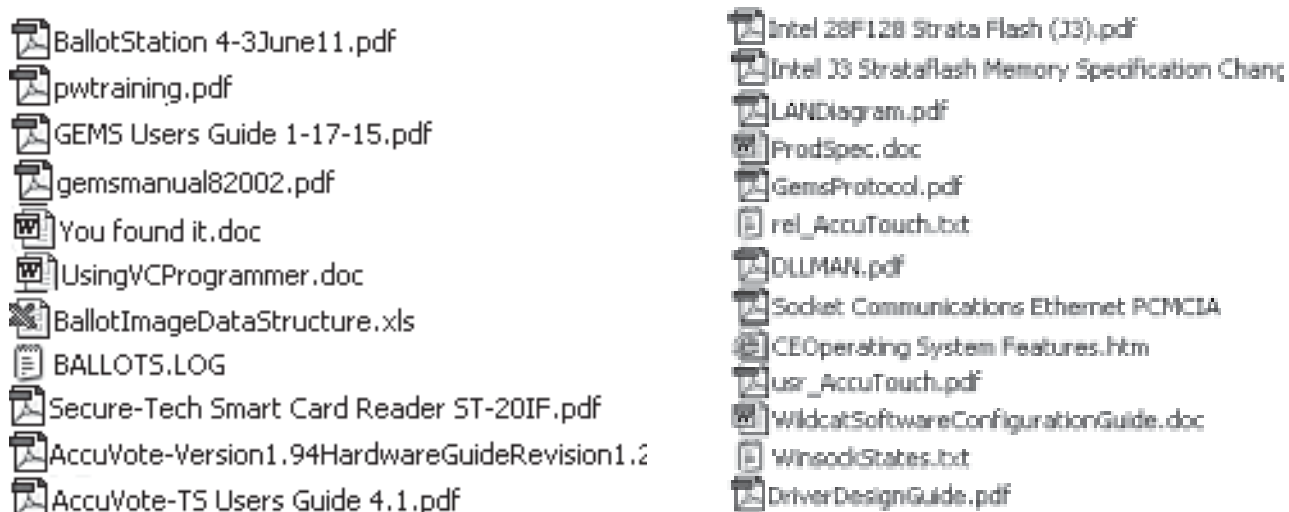 BallotStation 4-3June11.pdf
pwtraining.pdf
GEMS Users Guide 1-17-15.pdf
gemsmanual82002.pdf
You found it.doc
UsingVCProgrammer.doc
BallotImageDataStructure.xls
BALLOTS.LOG
Secure-Tech Smart Card Reader ST-20IF.pdf
AccuVote-Version1.94HardwareGuideRevision1.2
AccuVote-TS Users Guide 4.1.pdf
Intel 28F128 Strata Flash (J3).pdf
Intel J3 Strataflash Memory Specification Chang
LANDiagram.pdf
ProdSpec.doc
GemsProtocol.pdf
rel_AccuTouch.txt
DLLMAN.pdf
Socket Communications Ethernet PCMCIA
CEOperating System Features.htm
usr_AccuTouch.pdf
WildcatSoftwareConfigurationGuide.doc
WinsockStates.txt
DriverDesignGuide.pdf